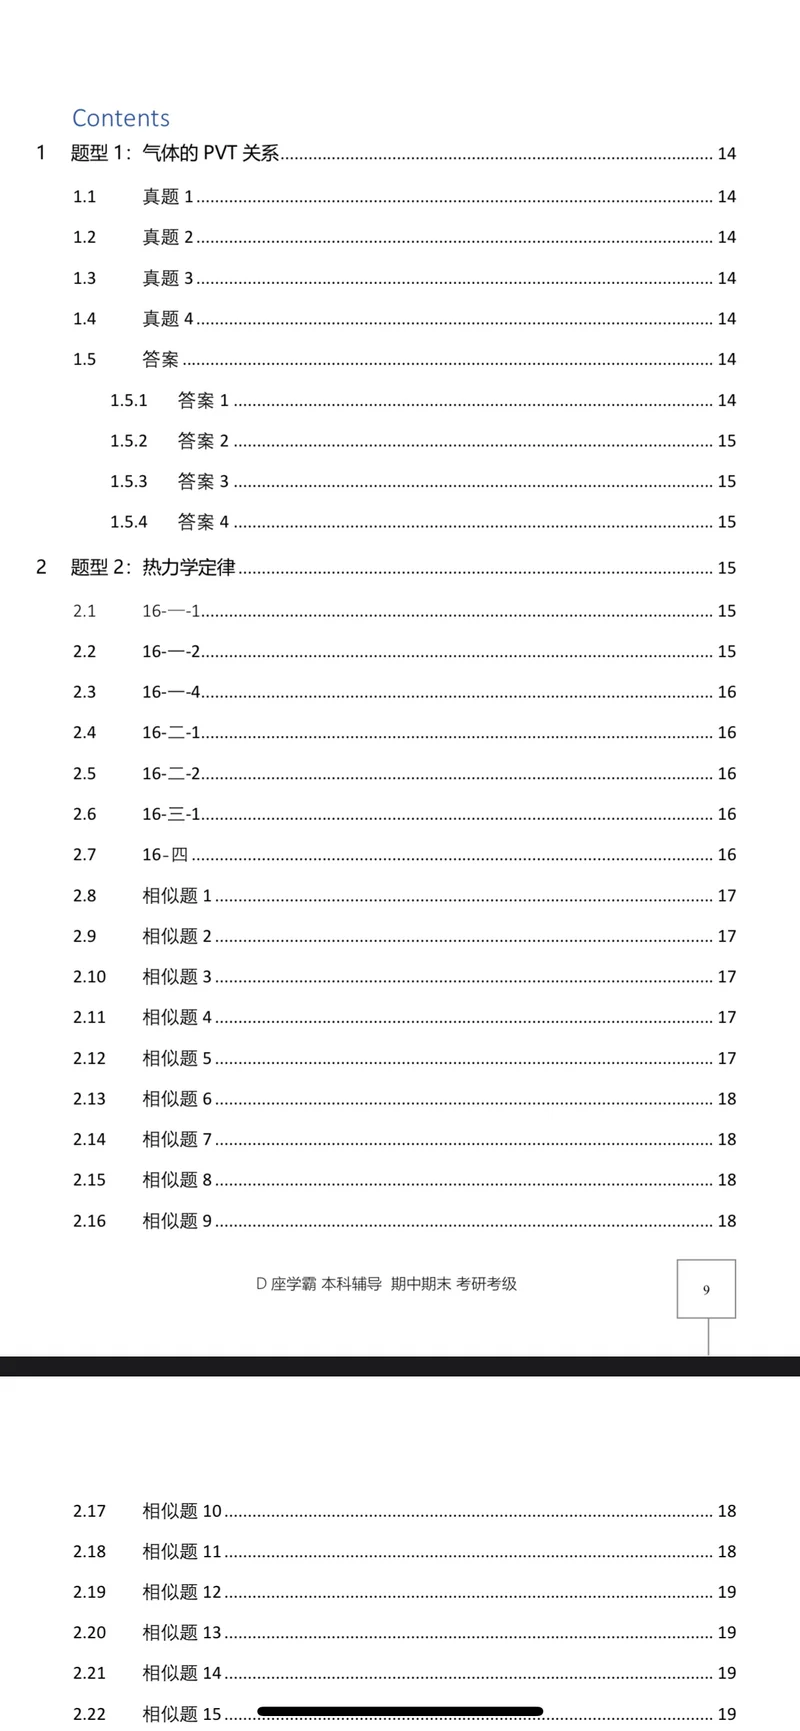 Contents
1 题型 1：气体的 PVT 关系 14
1.1 真题 1 14
1.2 真题 2 14
1.3 真题 3 14
1.4 真题 4 14
1.5 答案 14
1.5.1 答案 1 14
1.5.2 答案 2 15
1.5.3 答案 3 15
1.5.4 答案 4 15
2 题型 2：热力学定律 15
2.1 16-一-1 15
2.2 16-一-2 15
2.3 16-一-4 16
2.4 16-二-1 16
2.5 16-二-2 16
2.6 16-三-1 16
2.7 16-四 16
2.8 相似题 1 17
2.9 相似题 2 17
2.10 相似题 3 17
2.11 相似题 4 17
2.12 相似题 5 17
2.13 相似题 6 18
2.14 相似题 7 18
2.15 相似题 8 18
2.16 相似题 9 18
D 座学霸 本科辅导 期中期末 考研考级
9
2.17 相似题 10 18
2.18 相似题 11 18
2.19 相似题 12 19
2.20 相似题 13 19
2.21 相似题 14 19
2.22 相似题 15 19